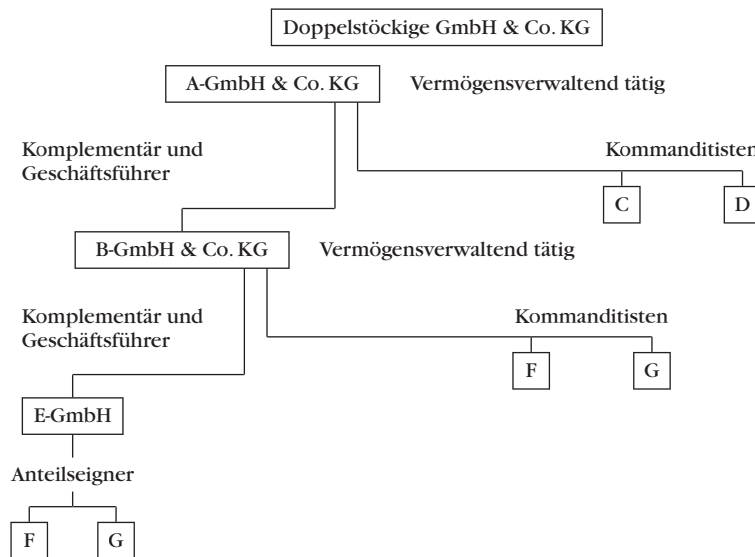 Doppelstöckige GmbH & Co. KG
A-GmbH & Co. KG
Vermögensverwaltend tätig
Komplementär und
Geschäftsführer
Kommanditisten
C
D
B-GmbH & Co. KG
Vermögensverwaltend tätig
Komplementär und
Geschäftsführer
Kommanditisten
F
G
E-GmbH
Anteilseigner
F
G